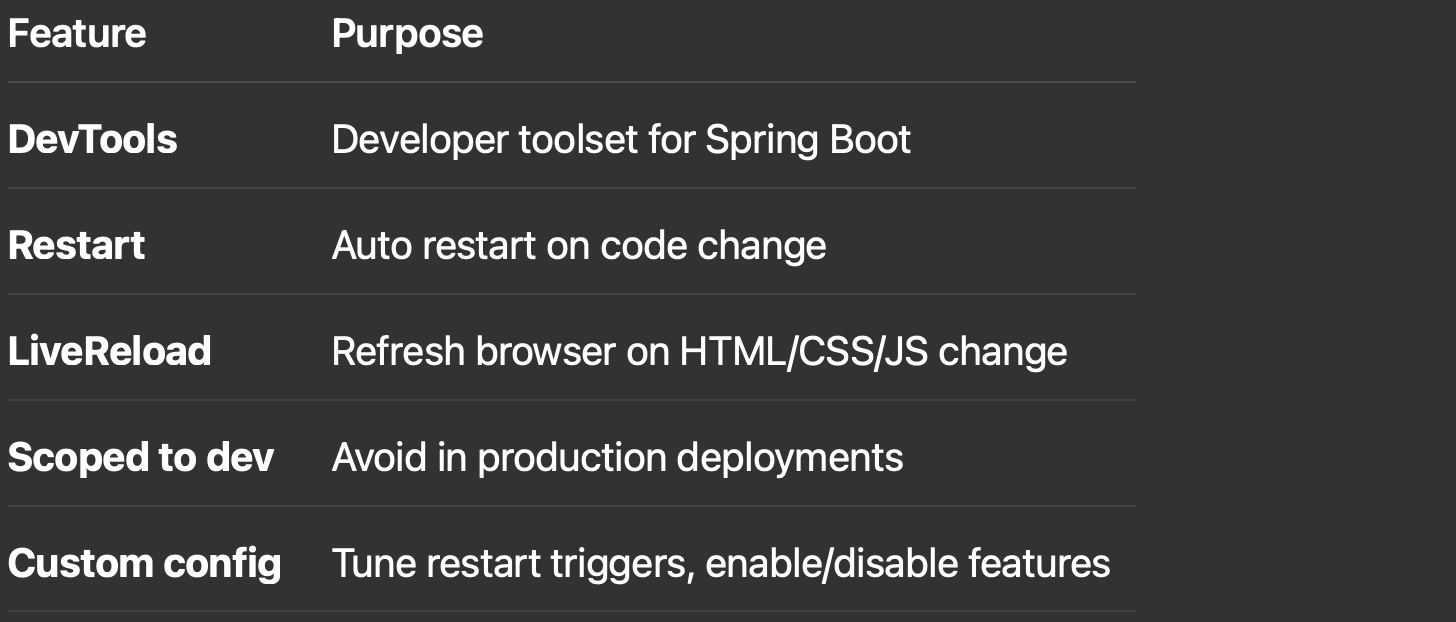 Feature Purpose
DevTools Developer toolset for Spring Boot
Restart Auto restart on code change
LiveReload Refresh browser on HTML/CSS/JS change
Scoped to dev Avoid in production deployments
Custom config Tune restart triggers, enable/disable features